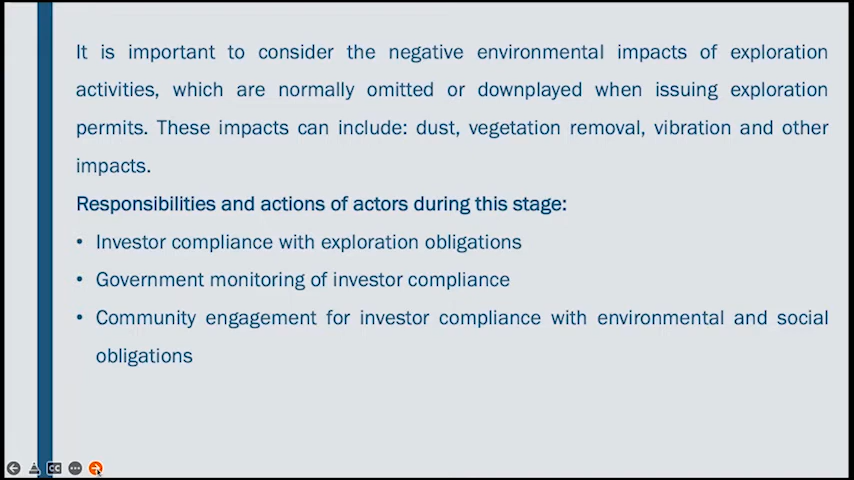 It is important to consider the negative environmental impacts of exploration
activities, which are normally omitted or downplayed when issuing exploration
permits. These impacts can include: dust, vegetation removal, vibration and other
impacts.
Responsibilities and actions of actors during this stage:
• Investor compliance with exploration obligations
• Government monitoring of investor compliance
• Community engagement for investor compliance with environmental and social
obligations
CC